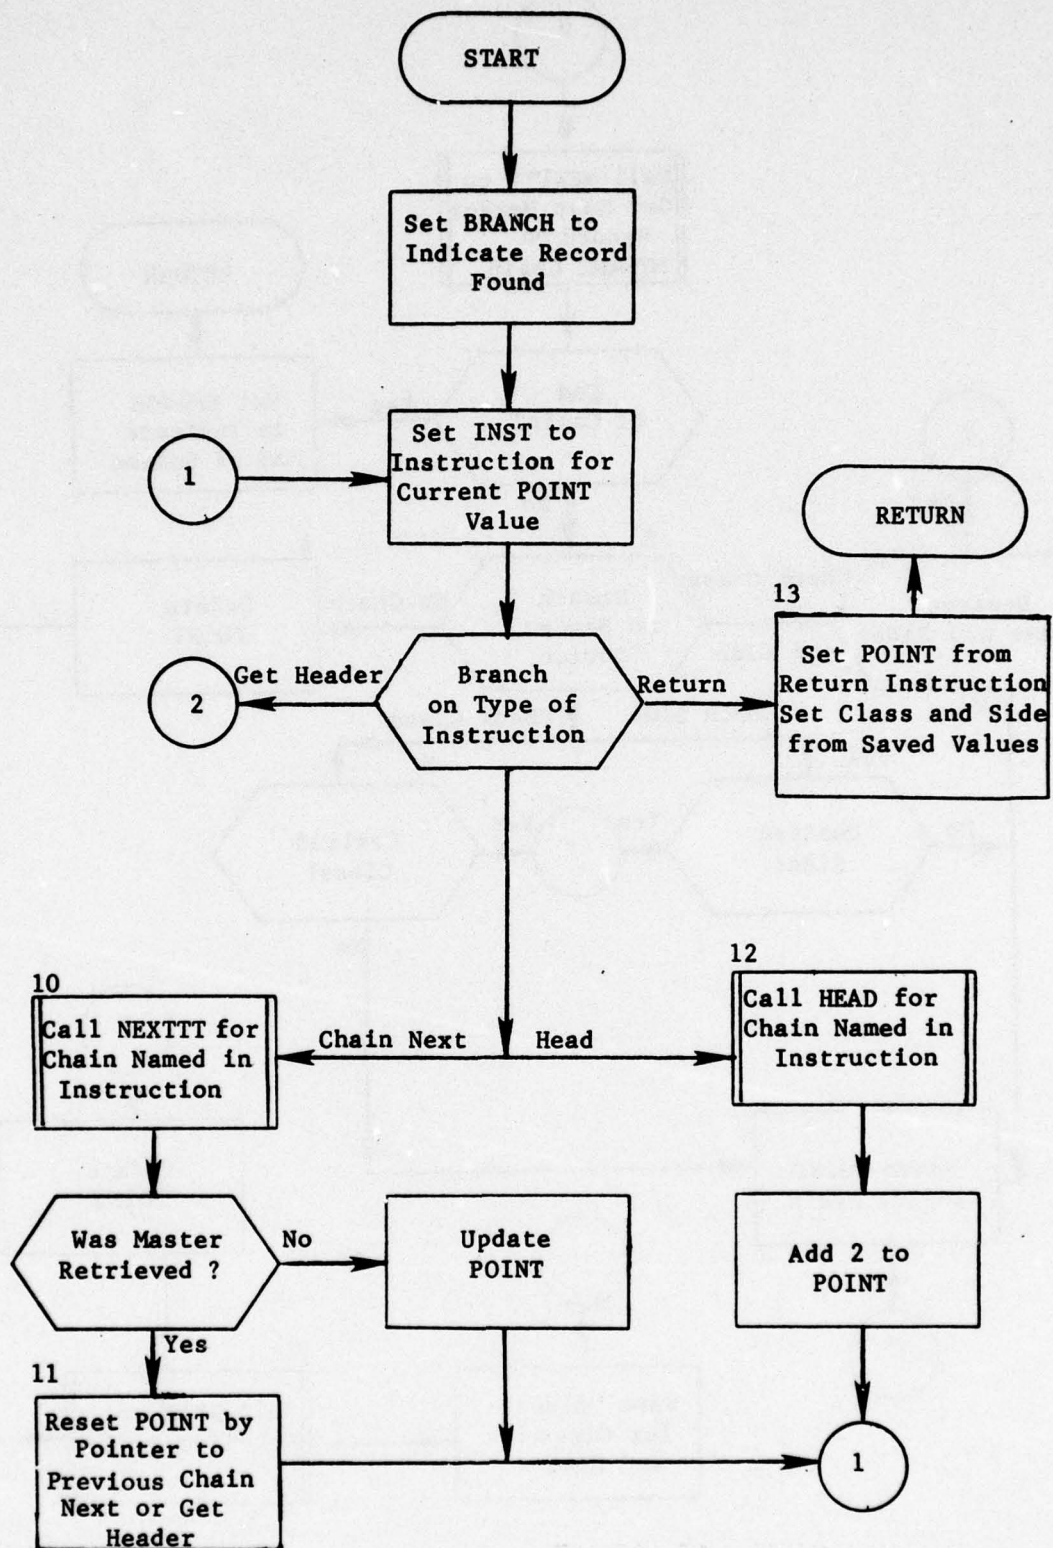 START
Set BRANCH to
Indicate Record
Found
Set INST to
Instruction for
Current POINT
Value
1
RETURN
13
Set POINT from
Return Instruction
Set Class and Side
from Saved Values
Get Header
Branch
on Type of
Instruction
Return
2
10
Call NEXTTT for
Chain Named in
Instruction
Chain Next
Head
12
Call HEAD for
Chain Named in
Instruction
Was Master
Retrieved ?
No
Update
POINT
Add 2 to
POINT
Yes
11
Reset POINT by
Pointer to
Previous Chain
Next or Get
Header
1